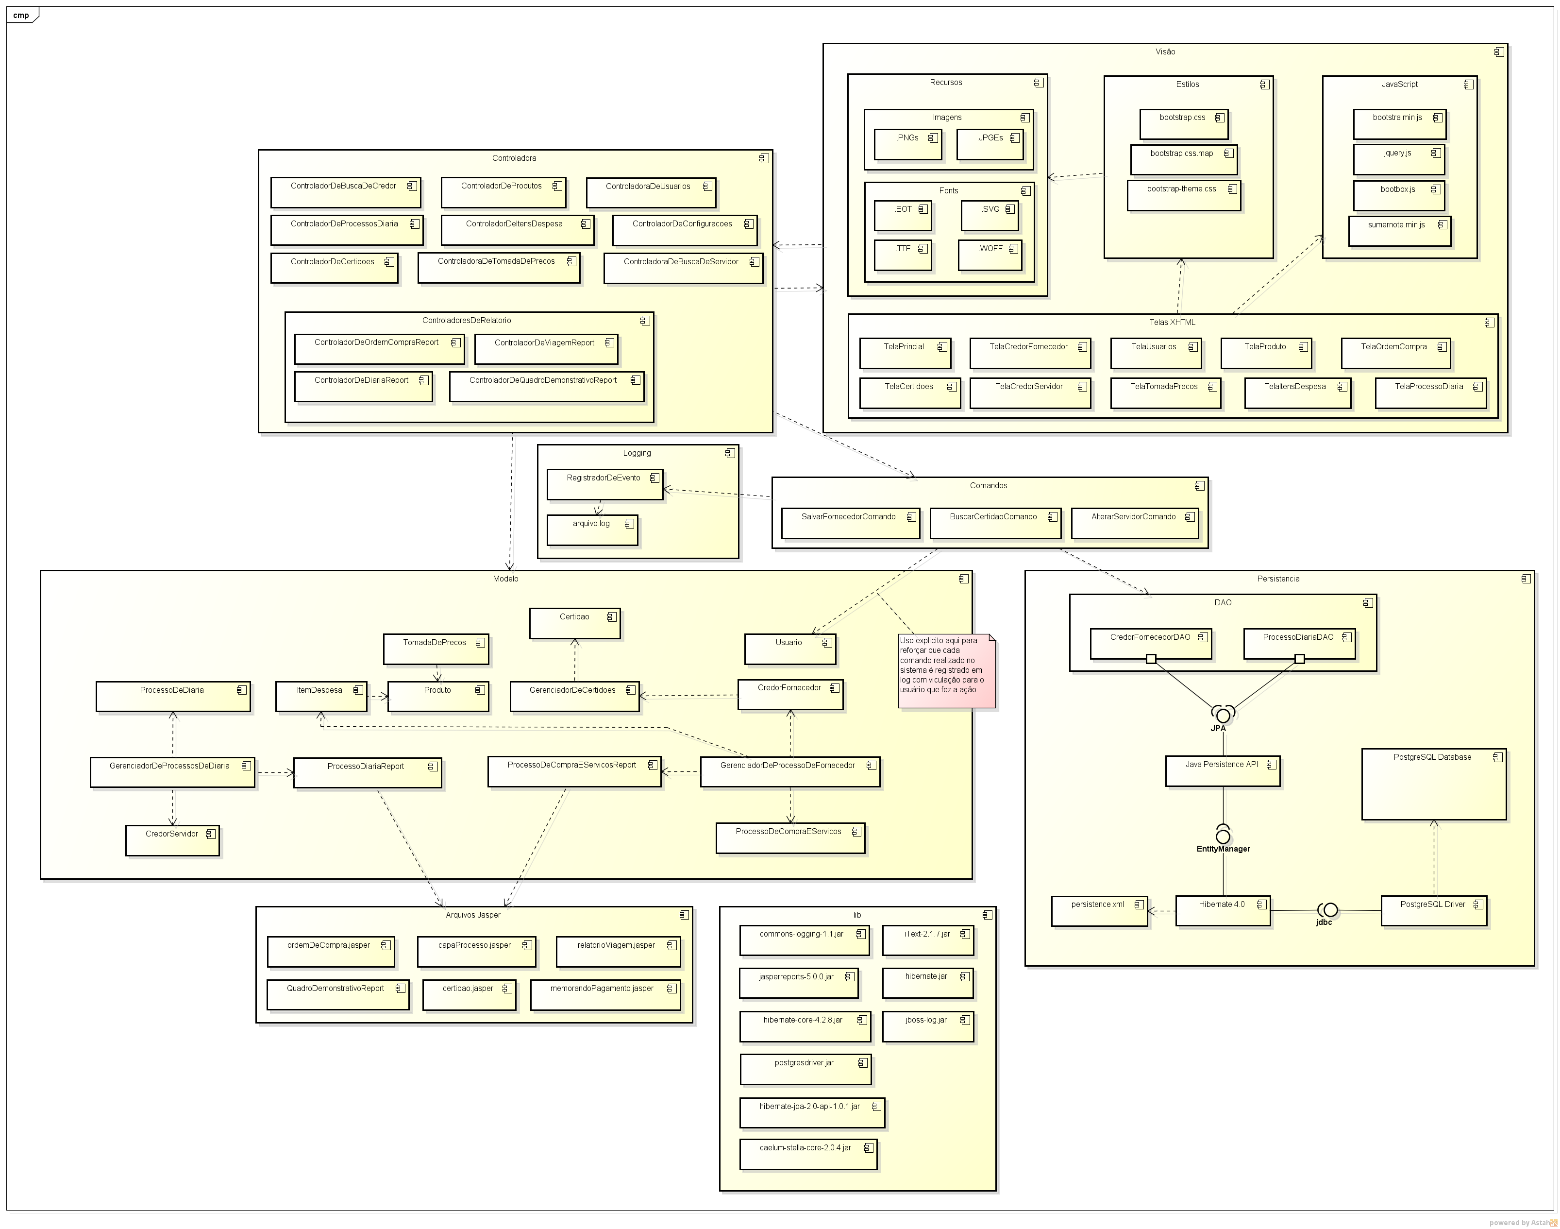 cmp
Visão
Recursos
Imagens
.PNGs
.JPGEs
Fonts
.EOT
.SVG
.TTF
.WOFF
Estilos
bootstrap.css
bootstrap.css.map
bootstrap-theme.css
JavaScript
bootstra.min.js
jquery.js
bootbox.js
sumernote.min.js
Telas XHTML
TelaPrincial
TelaCredorFornecedor
TelaUsuarios
TelaProduto
TelaOrdemCompra
TelaCertidoes
TelaCredorServidor
TelaTomadaPrecos
TelaItensDespesa
TelaProcessoDiaria
Controladora
ControladorDeBuscaDeCredor
ControladorDeProdutos
ControladoraDeUsuarios
ControladorDeProcessosDiaria
ControladorDeItensDespesa
ControladorDeConfiguracoes
ControladorDeCertidoes
ControladoraDeTomadaDePrecos
ControladoraDeBuscaDeServidor
ControladoresDeRelatorio
ControladorDeOrdemCompraReport
ControladorDeViagemReport
ControladorDeDiariaReport
ControladorDeQuadroDemonstrativoReport
Logging
RegistradorDeEvento
arquivo.log
Comandos
SalvarFornecedorComando
BuscarCertidaoComando
AlterarServidorComando
Modelo
Certidao
TomadaDePrecos
Usuario
Uso explicito aqui para
reforçar que cada
comando realizado no
sistema é registrado em
log com viculação para o
usuário que fez a ação
ProcessoDeDiaria
ItemDespesa
Produto
GerenciadorDeCertidoes
CredorFornecedor
GerenciadorDeProcessosDeDiaria
ProcessoDiariaReport
ProcessoDeCompraEServicosReport
GerenciadorDeProcessoDeFornecedor
CredorServidor
ProcessoDeCompraEServicos
Persistencia
DAO
CredorFornecedorDAO
ProcessoDiariaDAO
JPA
Java Persistence API
PostgreSQL Database
EntityManager
persistence.xml
Hibernate 4.0
jdbc
PostgreSQL Driver
Arquivos Jasper
ordemDeCompra.jasper
capaProcesso.jasper
relatorioViagem.jasper
QuadroDemonstrativoReport
certicao.jasper
memorandoPagamento.jasper
lib
commons-logging-1.1.jar
iText-2.1.7.jar
jasperreports-5.0.0.jar
hibernate.jar
hibernate-core-4.2.8.jar
jboss-log.jar
postgresdriver.jar
hibernate-jpa-2.0-api-1.0.1.jar
caelum-stella-core-2.0.4.jar
powered by Astah